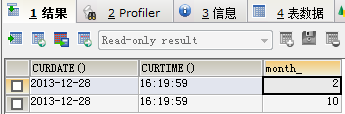 1 结果 2 Profiler 3 信息 4 表数据
Read-only result
CURDATE() CURTIME() month_
2013-12-28 16:19:59 2
2013-12-28 16:19:59 10